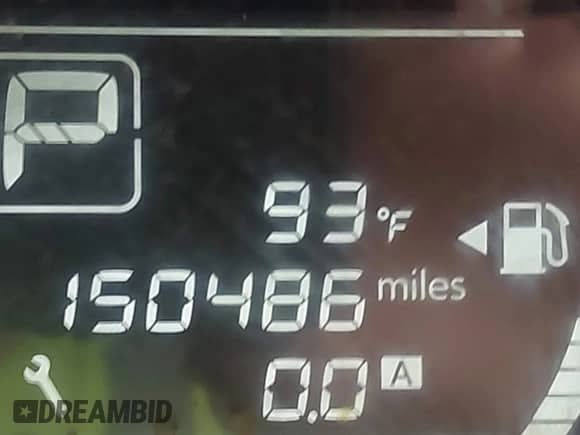 P
93 °F
150486 miles
0.0 A
DREAMBID